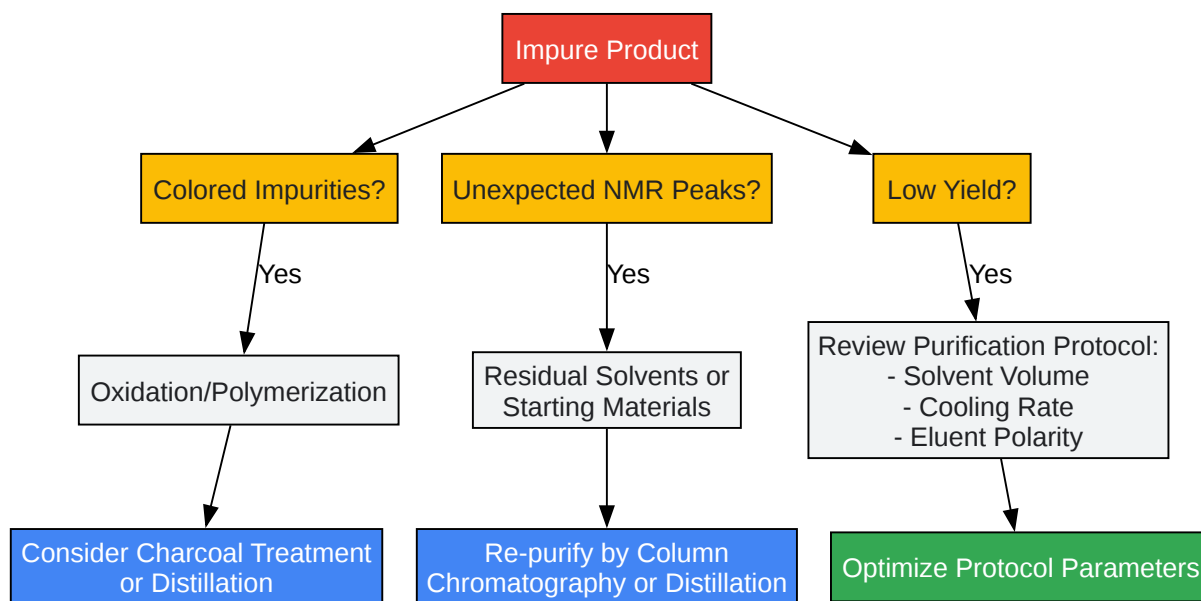 Impure Product
Colored Impurities?
Unexpected NMR Peaks?
Low Yield?
Yes
Yes
Yes
Oxidation/Polymerization
Residual Solvents or
Starting Materials
Review Purification Protocol:
- Solvent Volume
- Cooling Rate
- Eluent Polarity
Consider Charcoal Treatment
or Distillation
Re-purify by Column
Chromatography or Distillation
Optimize Protocol Parameters